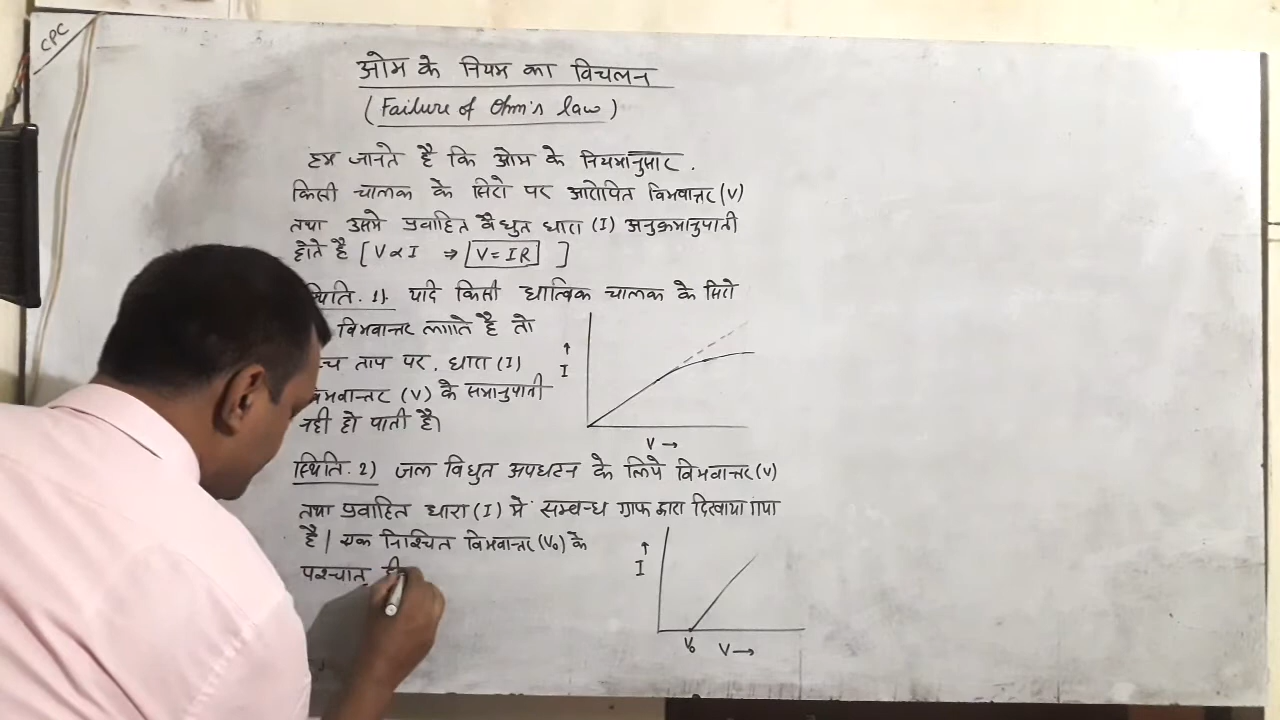 CPC
ओम के नियम का विचलन
(Failure of Ohm's law)
हम जानते है कि ओम के नियमानुसार.
किसी चालक के सिरो पर आरोपित विभवान्तर (V)
तथा उसमे प्रवाहित वैधुत धारा (I) अनुक्रमानुपाती
होते है [V∝I ⇒ V = IR ]
स्थिति. 1). यदि किसी धात्विक चालक के सिरो
विभवान्तर लगाते है तो
ताप पर. धारा (I)
विभवान्तर (V) के समानुपाती
नही हो पाती है।
I
V →
स्थिति. 2) जल विधुत अपघटन के लिये विभवान्तर (V)
तथा प्रवाहित धारा (I) मे सम्बन्ध ग्राफ द्वारा दिखाया गया
है। एक निश्चित विभवान्तर (V₀) के
पश्चात् ही
I
V₀ V →